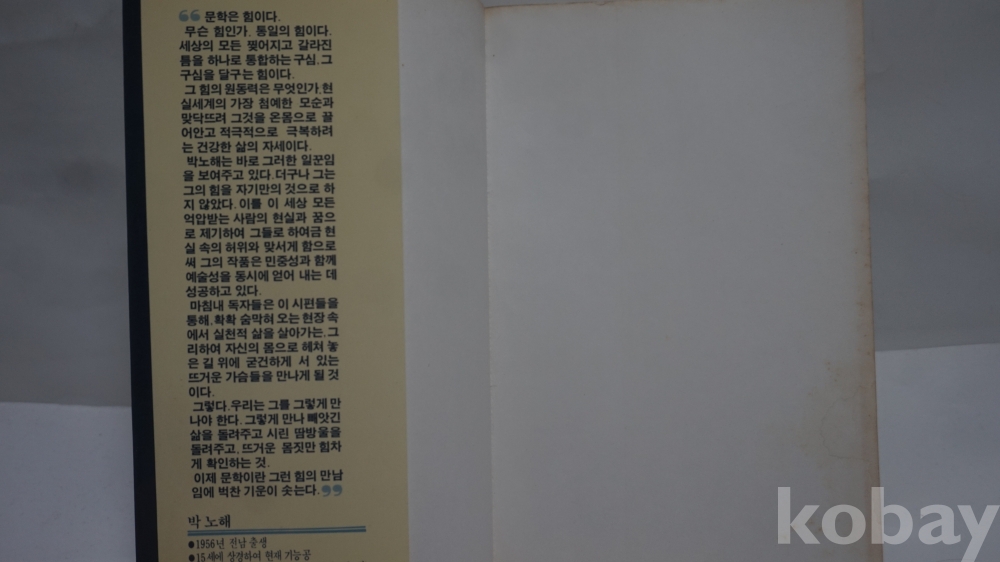 “문학은 힘이다.
무슨 힘인가. 통일의 힘이다.
세상의 모든 찢어지고 갈라진
틈을 하나로 통합하는 구심, 그
구심을 달구는 힘이다.
그 힘의 원동력은 무엇인가. 현
실세계의 가장 첨예한 모순과
맞닥뜨려 그것을 온몸으로 끌
어안고 적극적으로 극복하려
는 건강한 삶의 자세이다.
박노해는 바로 그러한 일꾼임
을 보여주고 있다. 더구나 그는
그의 힘을 자기만의 것으로 하
지 않았다. 이를 이 세상 모든
억압받는 사람의 현실과 꿈으
로 제기하여 그들로 하여금 현
실 속의 허위와 맞서게 함으로
써 그의 작품은 민중성과 함께
예술성을 동시에 얻어 내는 데
성공하고 있다.
마침내 독자들은 이 시편들을
통해, 확확 숨막혀 오는 현장 속
에서 실천적 삶을 살아가는, 그
리하여 자신의 몸으로 헤쳐 놓
은 길 위에 굳건하게 서 있는
뜨거운 가슴들을 만나게 될 것
이다.
그렇다. 우리는 그를 그렇게 만
나야 한다. 그렇게 만나 빼앗긴
삶을 돌려주고 시린 땀방울을
돌려주고, 뜨거운 몸짓만 힘차
게 확인하는 것.
이제 문학이란 그런 힘의 만남
임에 벅찬 기운이 솟는다.”
박노해
●1956년 전남 출생
●15세에 상경하여 현재 기능공
kobay